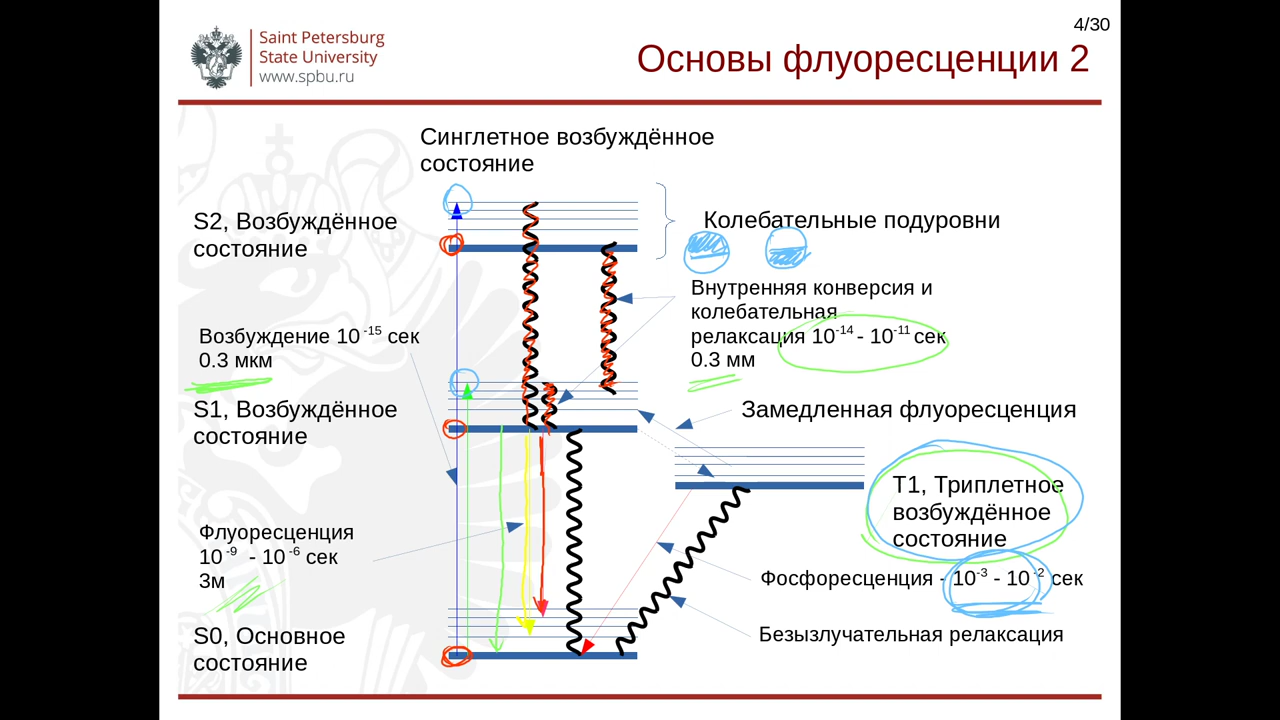 4/30
Saint Petersburg
State University
www.spbu.ru
Основы флуоресценции 2
Синглетное возбуждённое
состояние
S2, Возбуждённое
состояние
Колебательные подуровни
Внутренняя конверсия и
колебательная
релаксация 10-14 - 10-11 сек
0.3 мм
Возбуждение 10-15 сек
0.3 мкм
S1, Возбуждённое
состояние
Замедленная флуоресценция
T1, Триплетное
возбуждённое
состояние
Флуоресценция
10-9 - 10-6 сек
3м
Фосфоресценция - 10-3 - 10-2 сек
S0, Основное
состояние
Безызлучательная релаксация